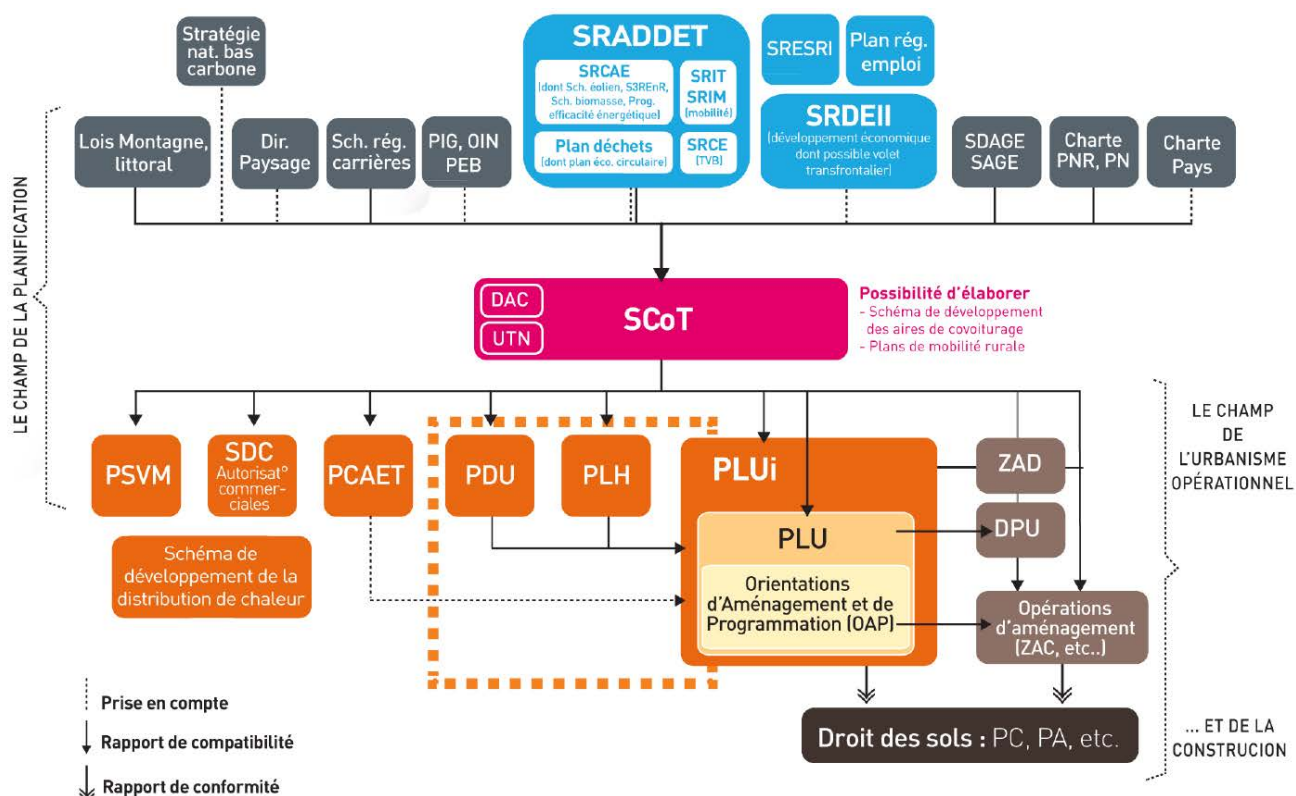 Stratégie
nat. bas
carbone
SRADDET
SRCAE
(dont Sch. éolien, S3REnR,
Sch. biomasse, Prog.
efficacité énergétique)
SRIT
SRIM
(mobilité)
Plan déchets
(dont plan éco. circulaire)
SRCE
(TVB)
SRESRI
Plan rég.
emploi
SRDEII
(développement économique
dont possible volet
transfrontalier)
Lois Montagne,
littoral
Dir.
Paysage
Sch. rég.
carrières
PIG, OIN
PEB
SDAGE
SAGE
Charte
PNR, PN
Charte
Pays
LE CHAMP DE LA PLANIFICATION
DAC
UTN
SCoT
Possibilité d'élaborer
- Schéma de développement
des aires de covoiturage
- Plans de mobilité rurale
PSVM
SDC
Autorisat°
commer-
ciales
PCAET
PDU
PLH
PLUi
PLU
Orientations
d'Aménagement et de
Programmation (OAP)
ZAD
DPU
Opérations
d'aménagement
(ZAC, etc..)
Schéma de
développement de la
distribution de chaleur
LE CHAMP
DE
L'URBANISME
OPÉRATIONNEL
Droit des sols : PC, PA, etc.
... ET DE LA
CONSTRUCION
Prise en compte
Rapport de compatibilité
Rapport de conformité